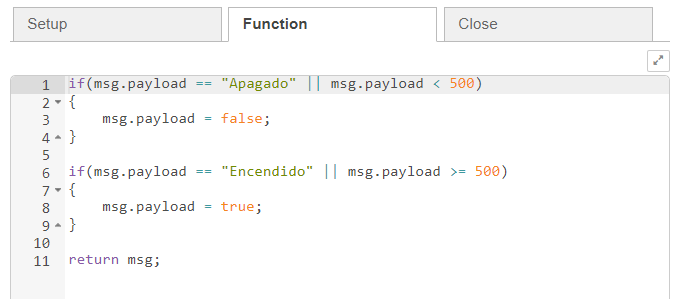 Setup
Function
Close
1 if(msg.payload == "Apagado" || msg.payload < 500)
2 {
3     msg.payload = false;
4 }
5
6 if(msg.payload == "Encendido" || msg.payload >= 500)
7 {
8     msg.payload = true;
9 }
10
11 return msg;